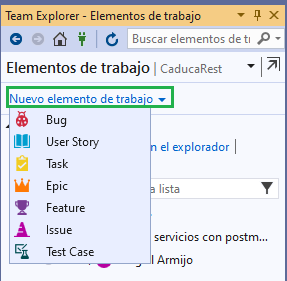 Team Explorer - Elementos de trabajo
Buscar elementos de trab
Elementos de trabajo | CaducaRest
Nuevo elemento de trabajo
Bug
User Story
n el explorador
Task
Epic
a lista
Feature
Issue
servicios con postm...
Test Case
el Armijo